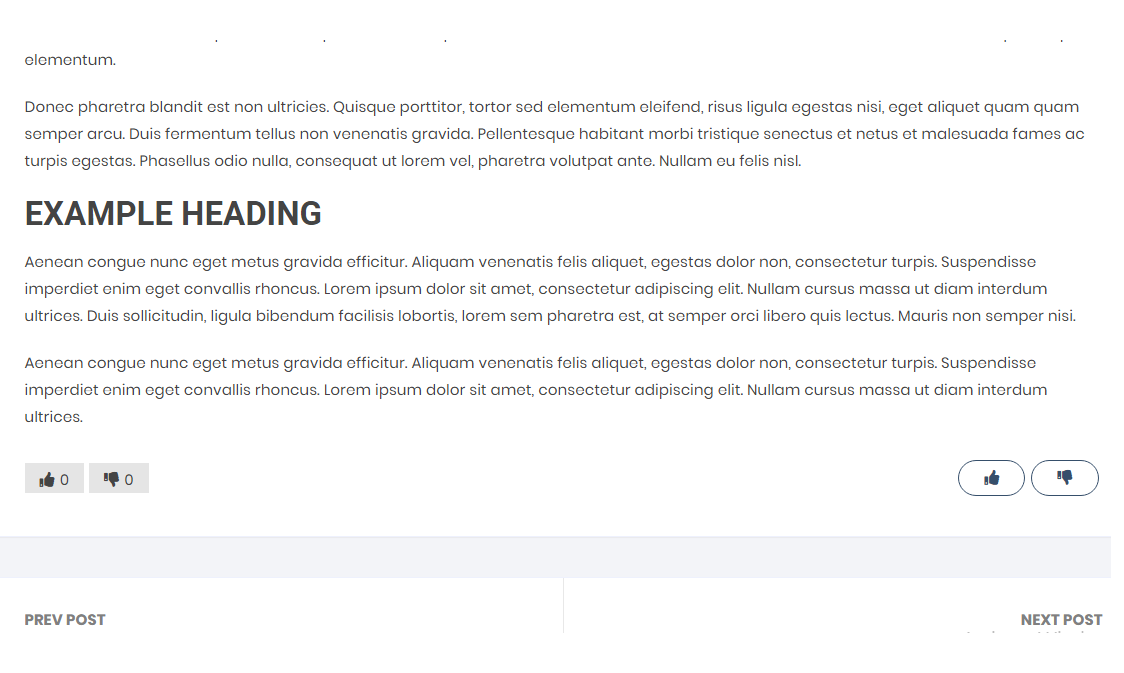 elementum.
Donec pharetra blandit est non ultricies. Quisque porttitor, tortor sed elementum eleifend, risus ligula egestas nisi, eget aliquet quam quam
semper arcu. Duis fermentum tellus non venenatis gravida. Pellentesque habitant morbi tristique senectus et netus et malesuada fames ac
turpis egestas. Phasellus odio nulla, consequat ut lorem vel, pharetra volutpat ante. Nullam eu felis nisl.
EXAMPLE HEADING
Aenean congue nunc eget metus gravida efficitur. Aliquam venenatis felis aliquet, egestas dolor non, consectetur turpis. Suspendisse
imperdiet enim eget convallis rhoncus. Lorem ipsum dolor sit amet, consectetur adipiscing elit. Nullam cursus massa ut diam interdum
ultrices. Duis sollicitudin, ligula bibendum facilisis lobortis, lorem sem pharetra est, at semper orci libero quis lectus. Mauris non semper nisi.
Aenean congue nunc eget metus gravida efficitur. Aliquam venenatis felis aliquet, egestas dolor non, consectetur turpis. Suspendisse
imperdiet enim eget convallis rhoncus. Lorem ipsum dolor sit amet, consectetur adipiscing elit. Nullam cursus massa ut diam interdum
ultrices.
0 0
PREV POST NEXT POST